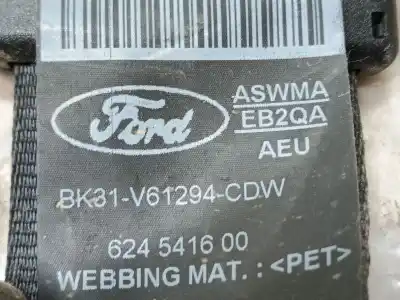 Ford
ASWMA
EB2QA
AEU
BK31-V61294-CDW
624 5416 00
WEBBING MAT. : <PET>